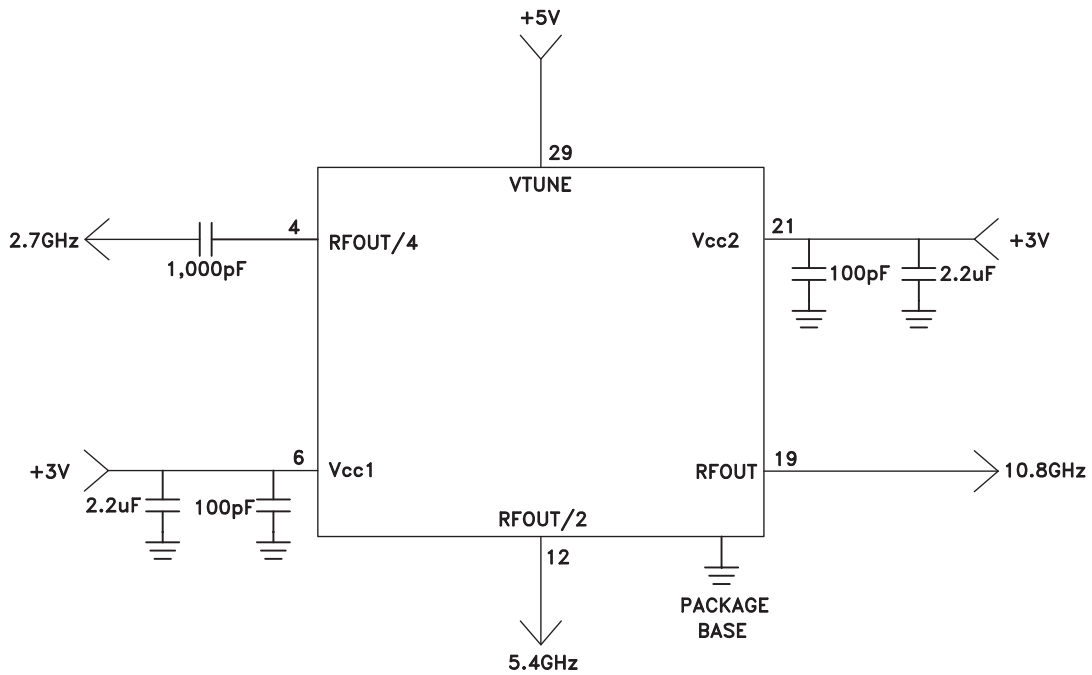 +5V
29
VTUNE
2.7GHz
1,000pF
4
RFOUT/4
Vcc2
21
100pF
2.2uF
+3V
+3V
2.2uF
100pF
6
Vcc1
RFOUT
19
10.8GHz
RFOUT/2
12
5.4GHz
PACKAGE
BASE